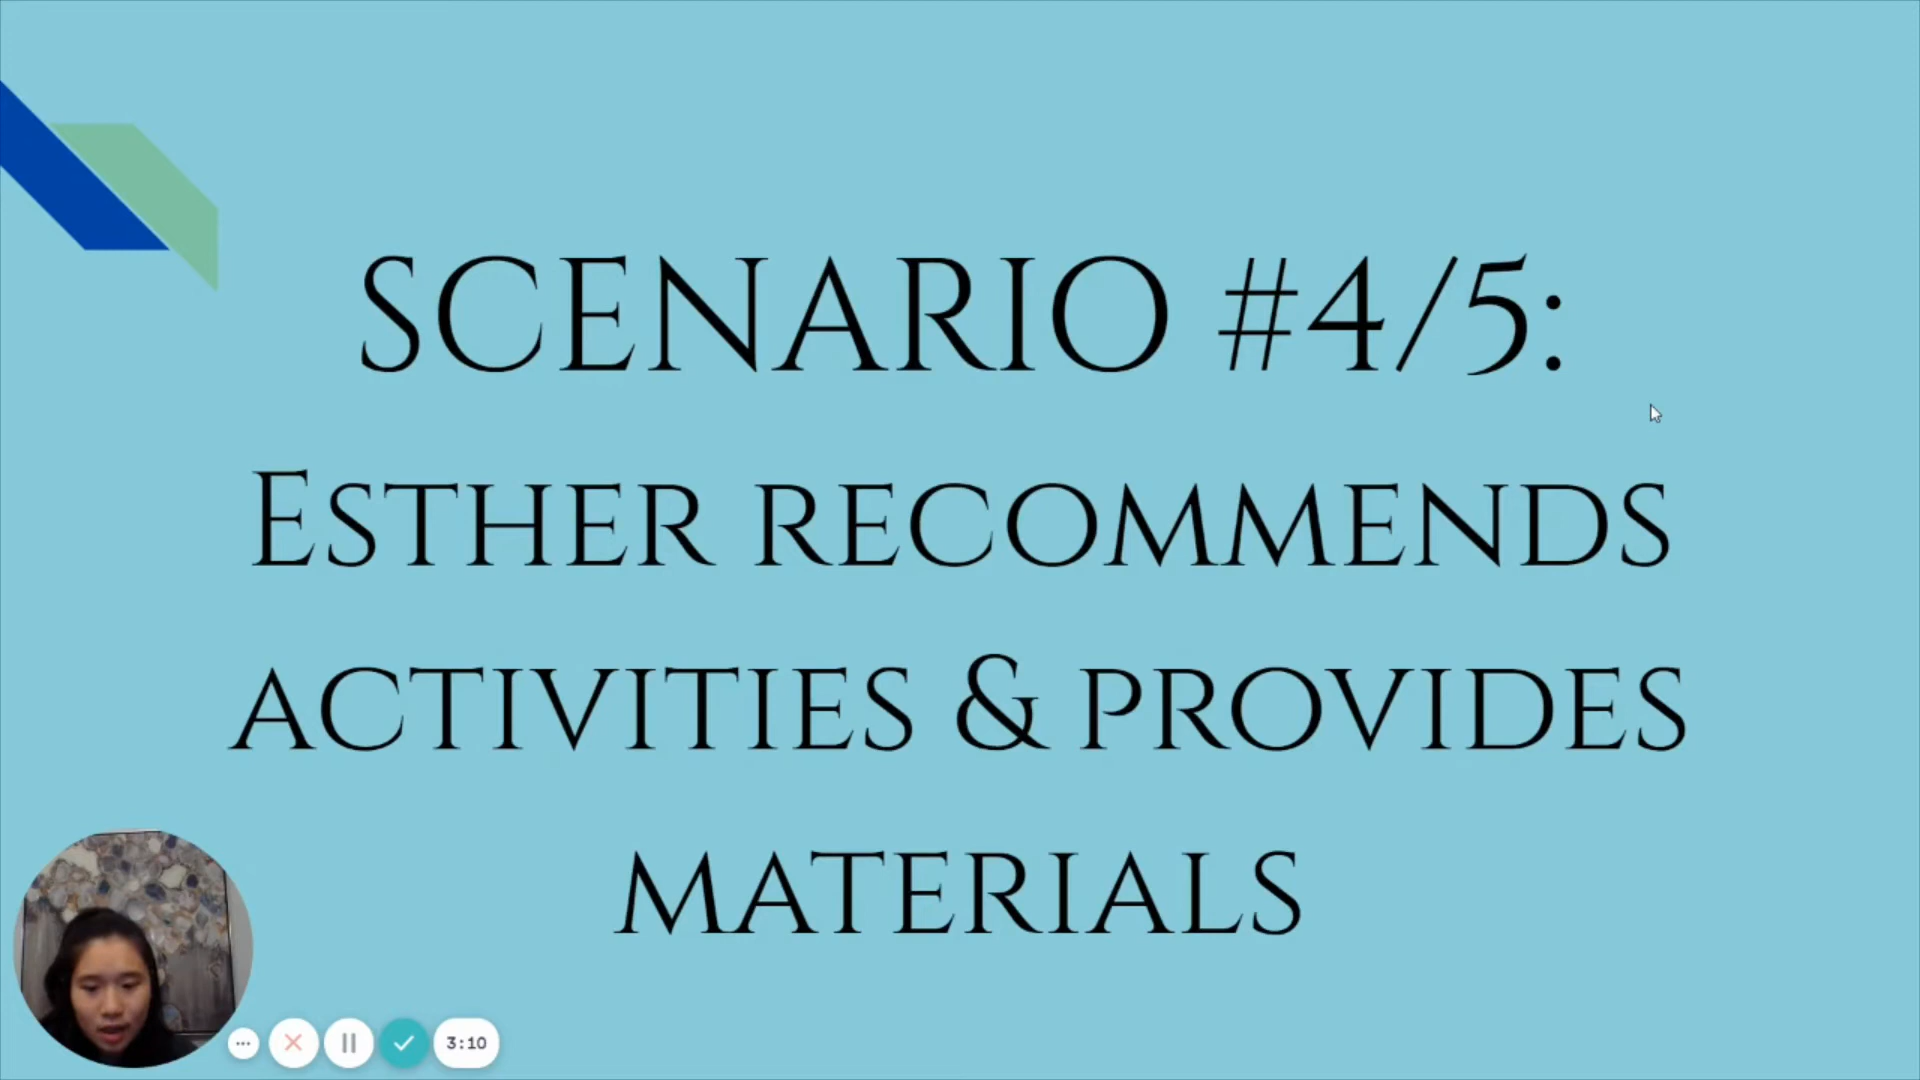 SCENARIO #4/5:
ESTHER RECOMMENDS
ACTIVITIES & PROVIDES
MATERIALS
3:10